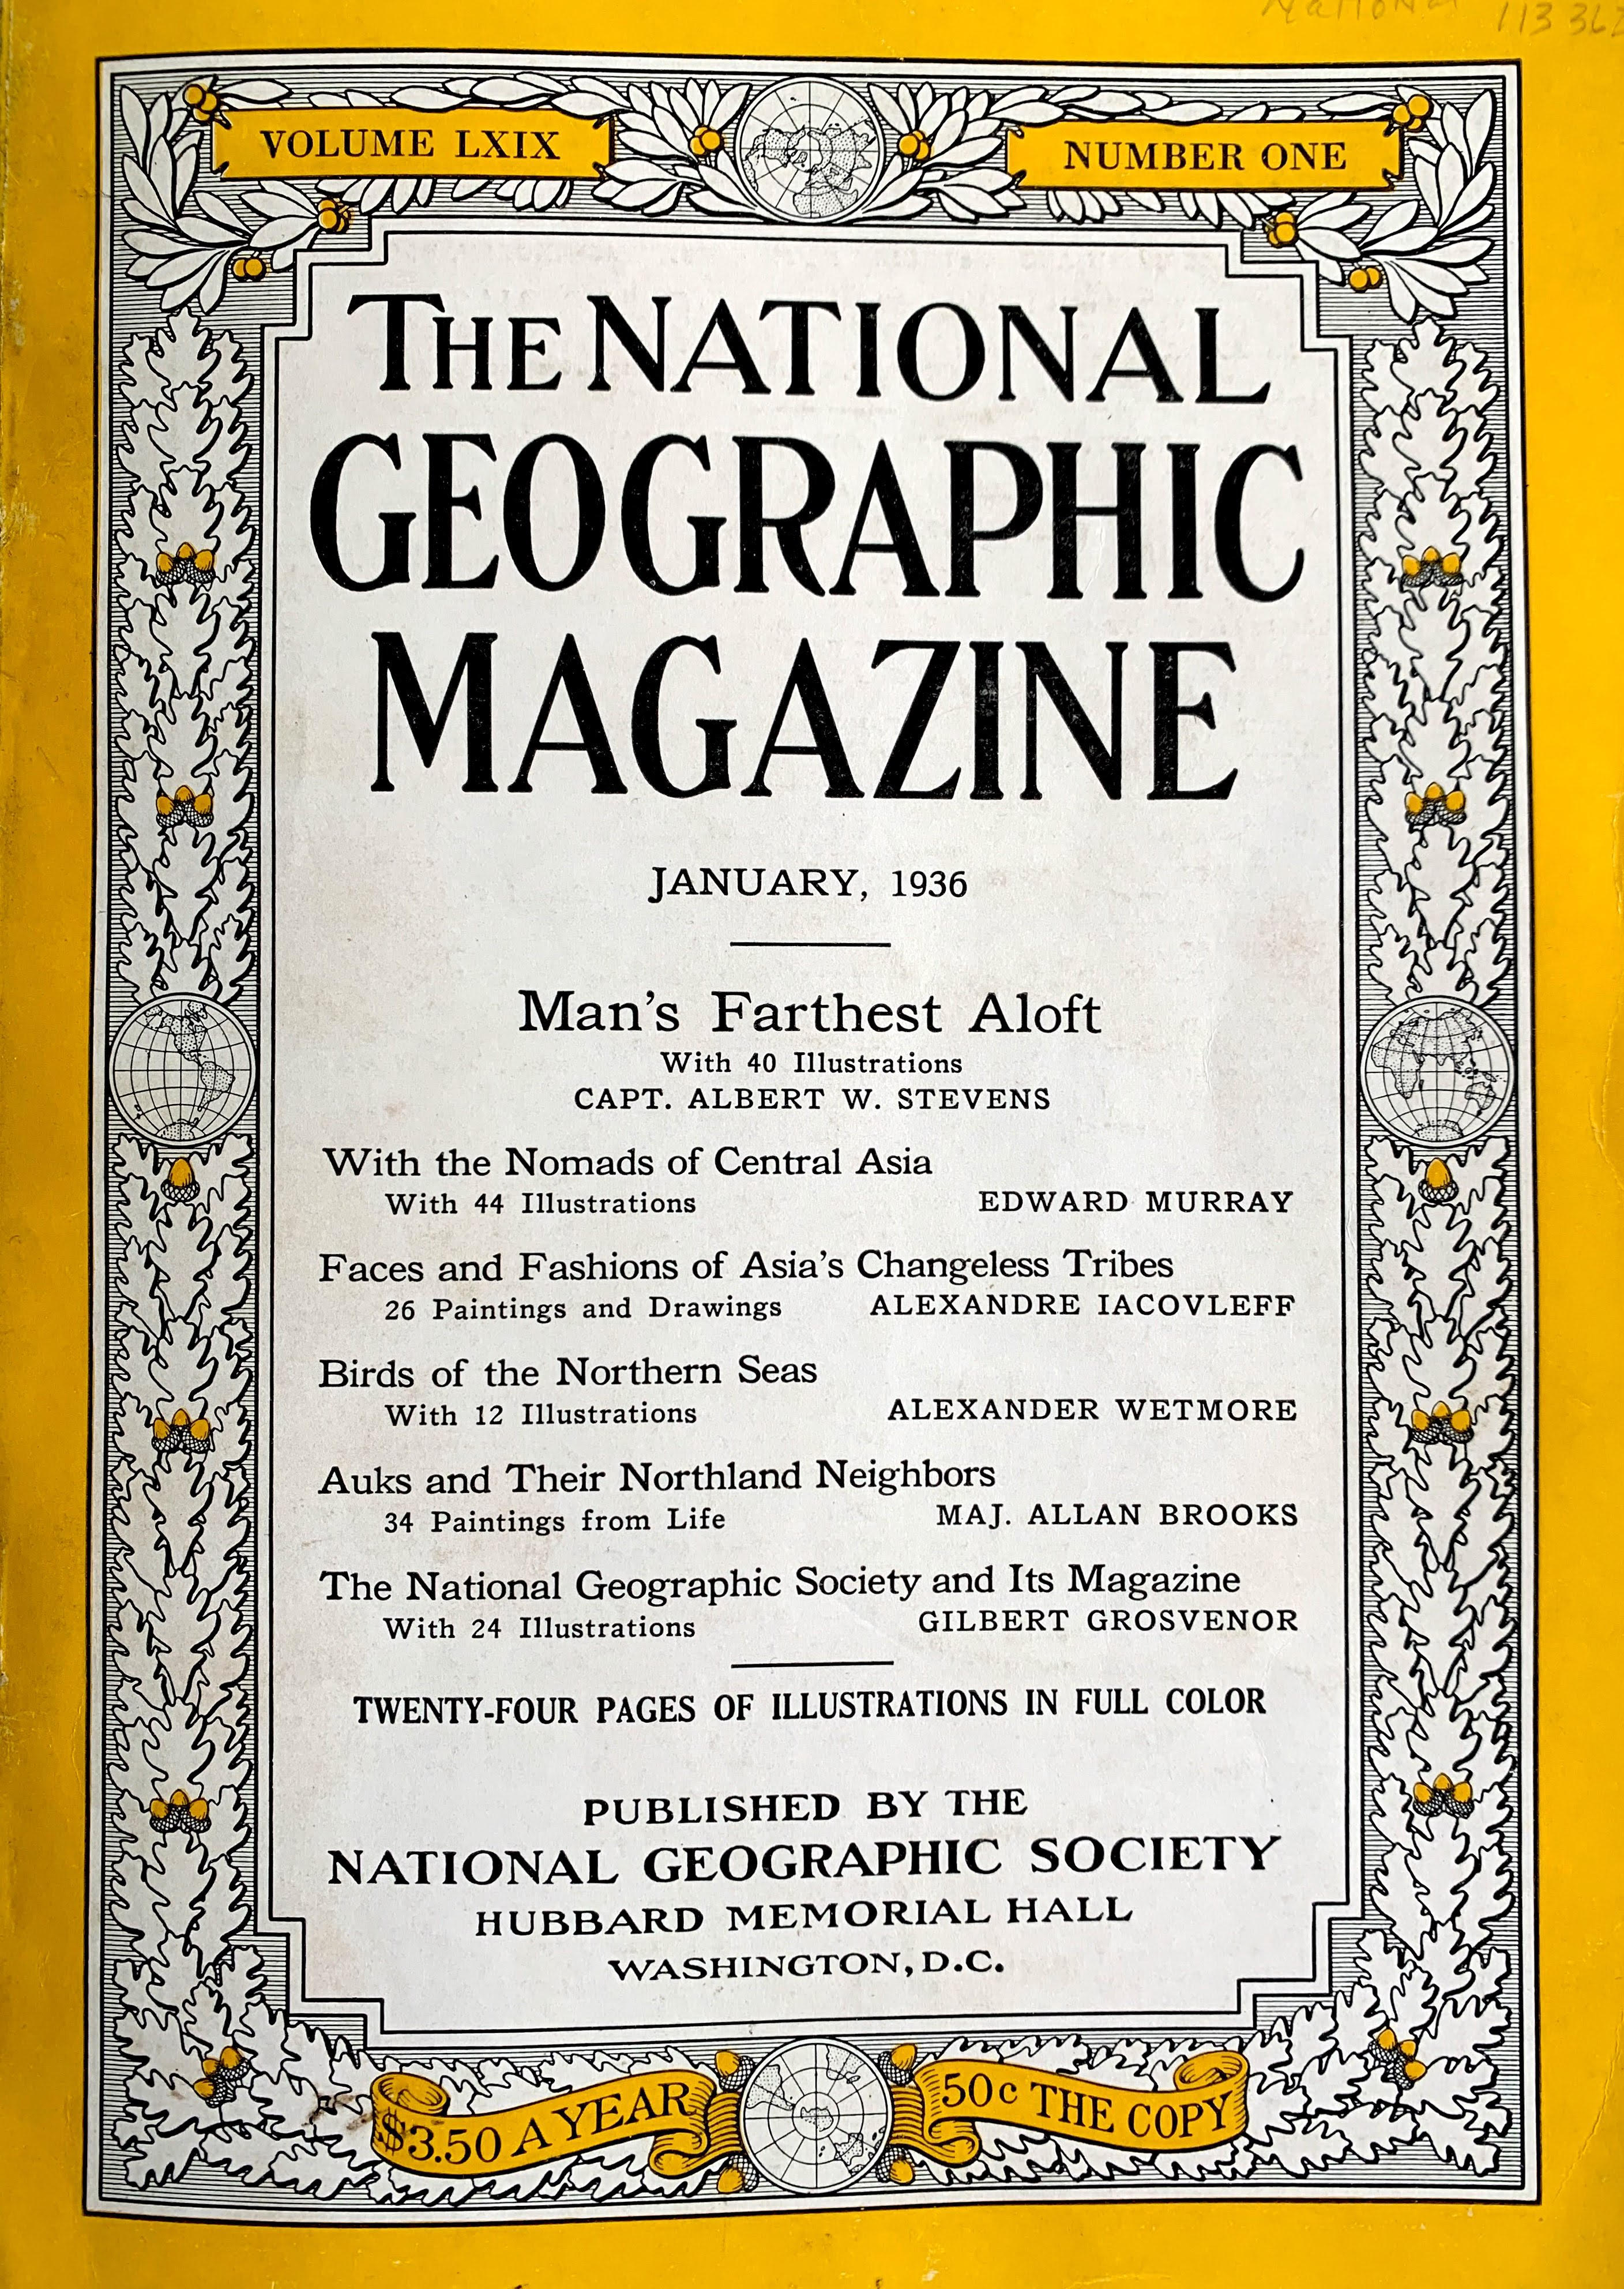 National 113362
VOLUME LXIX
NUMBER ONE
THE NATIONAL
GEOGRAPHIC
MAGAZINE
JANUARY, 1936
Man's Farthest Aloft
With 40 Illustrations
CAPT. ALBERT W. STEVENS
With the Nomads of Central Asia
With 44 Illustrations EDWARD MURRAY
Faces and Fashions of Asia's Changeless Tribes
26 Paintings and Drawings ALEXANDRE IACOVLEFF
Birds of the Northern Seas
With 12 Illustrations ALEXANDER WETMORE
Auks and Their Northland Neighbors
34 Paintings from Life MAJ. ALLAN BROOKS
The National Geographic Society and Its Magazine
With 24 Illustrations GILBERT GROSVENOR
TWENTY-FOUR PAGES OF ILLUSTRATIONS IN FULL COLOR
PUBLISHED BY THE
NATIONAL GEOGRAPHIC SOCIETY
HUBBARD MEMORIAL HALL
WASHINGTON, D.C.
$3.50 A YEAR
50c THE COPY